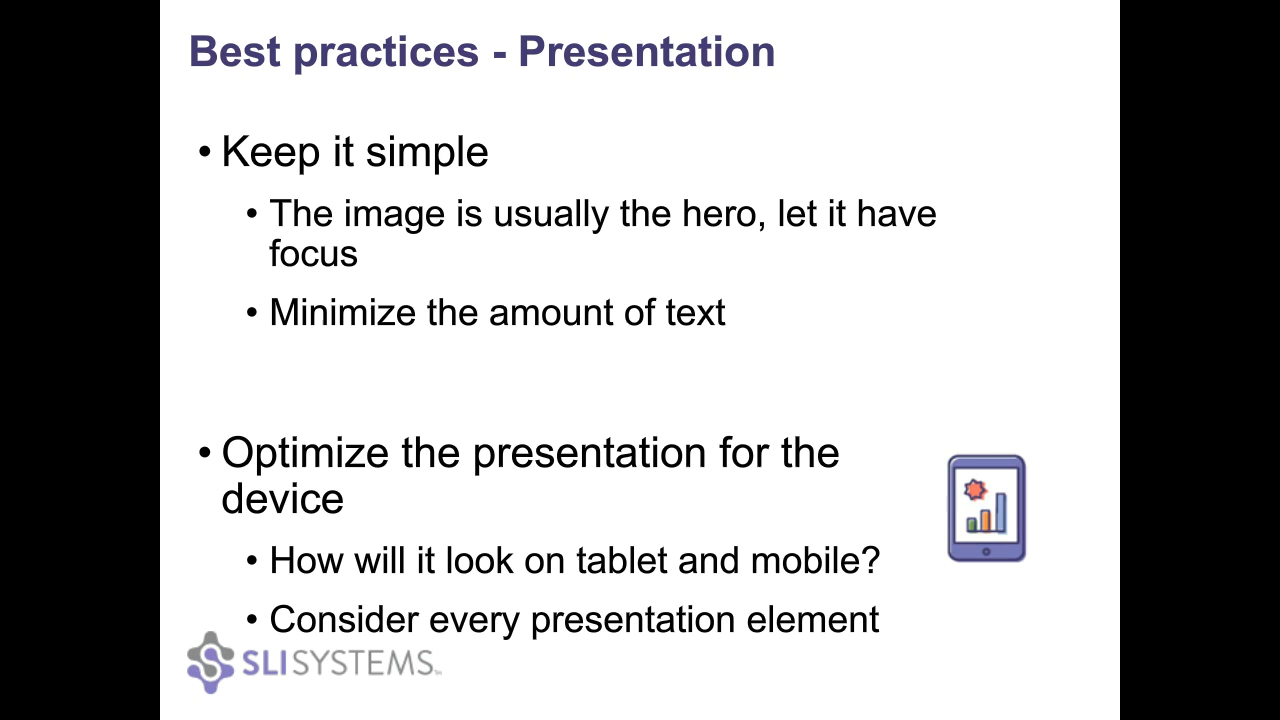 Best practices - Presentation
• Keep it simple
• The image is usually the hero, let it have
focus
• Minimize the amount of text
• Optimize the presentation for the
device
• How will it look on tablet and mobile?
• Consider every presentation element
SLISYSTEMS